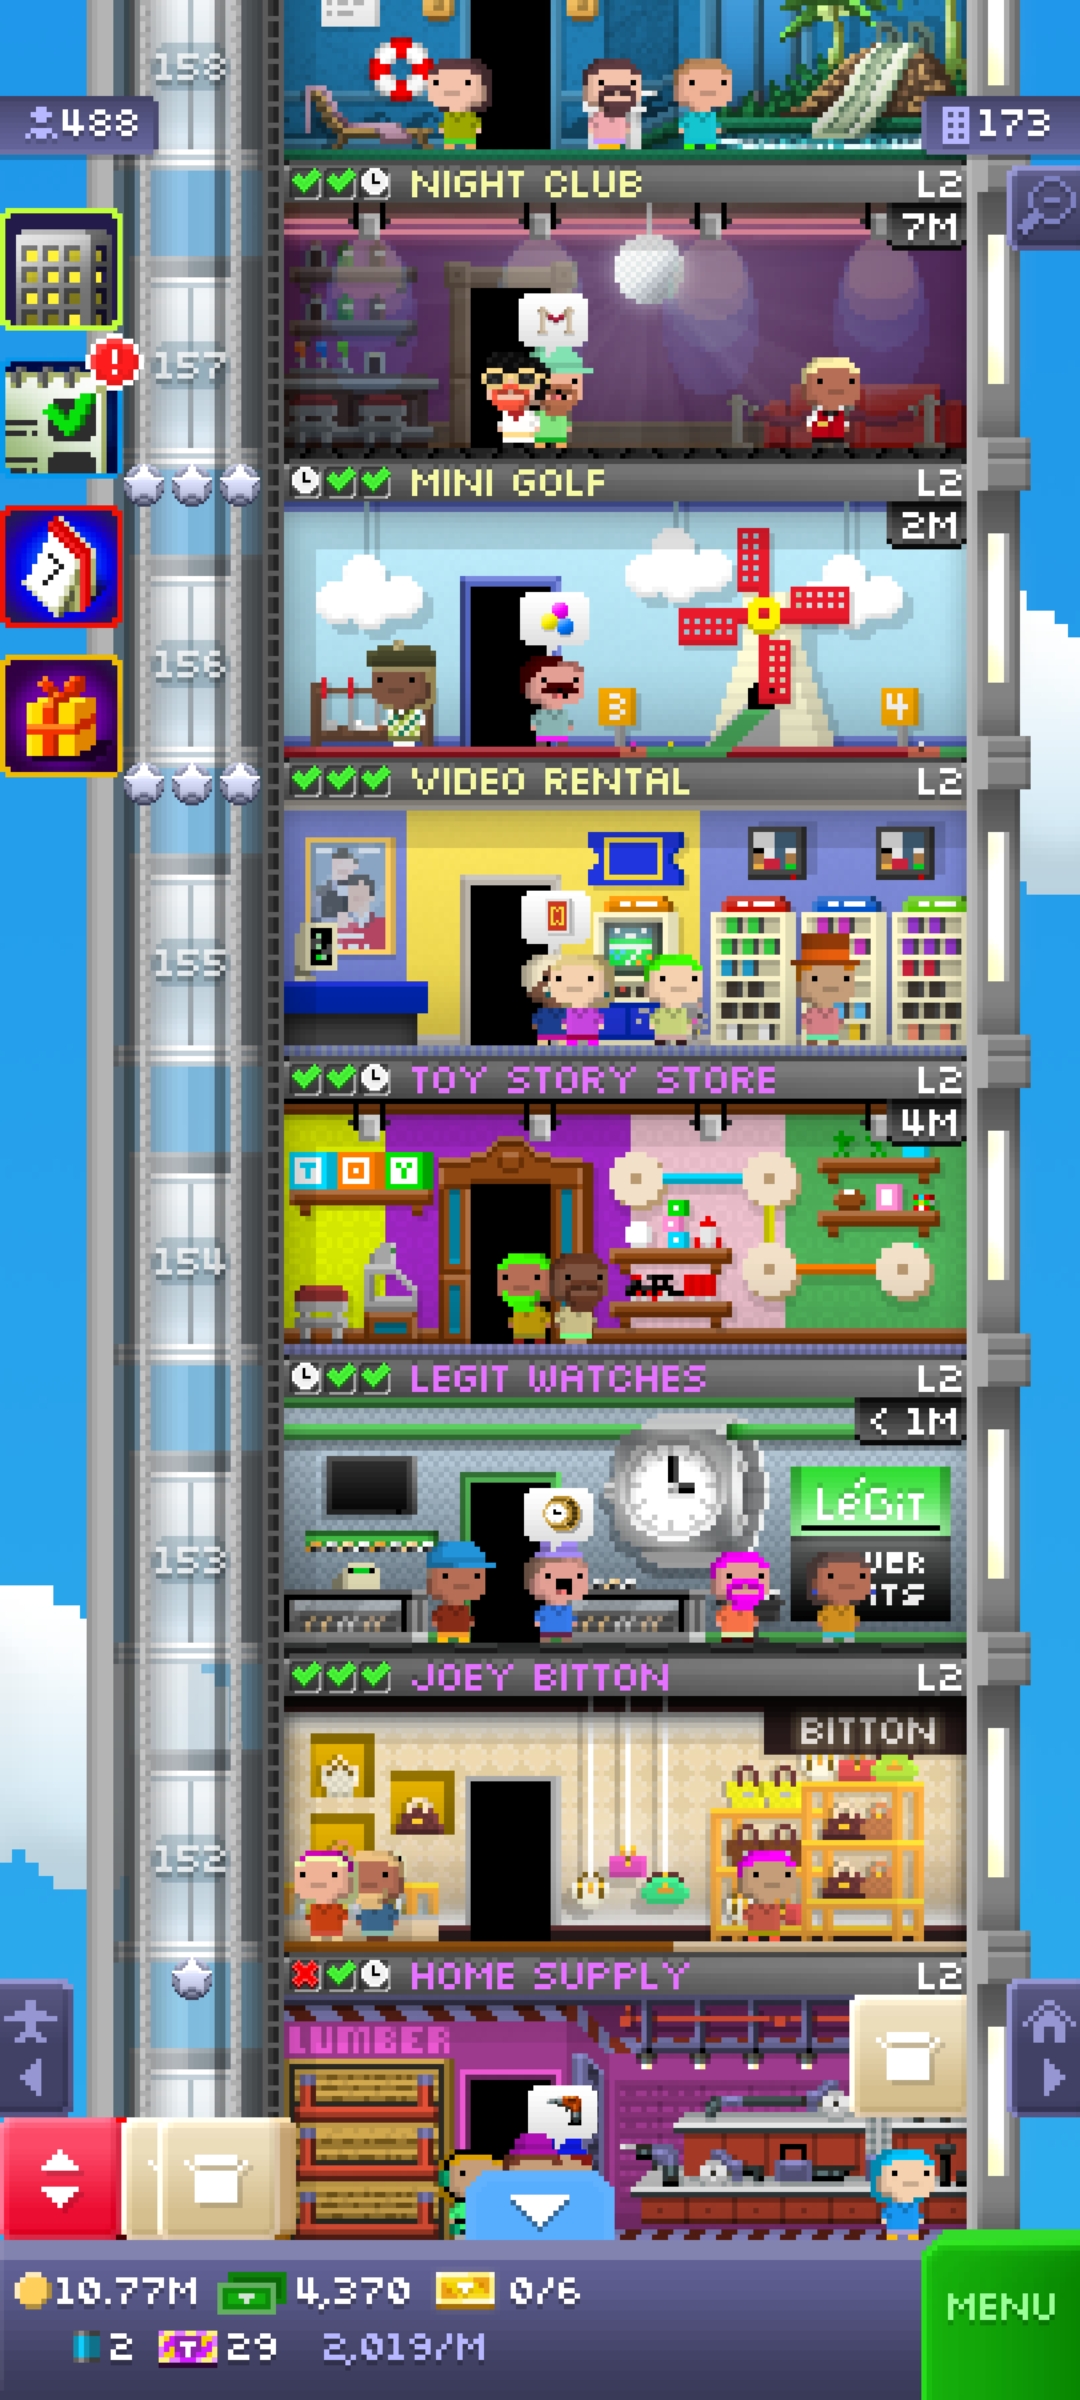 158
488
173
NIGHT CLUB L2
7M
157
MINI GOLF L2
2M
7
156
3
4
VIDEO RENTAL L2
155
TOY STORY STORE L2
4M
T O Y
154
LEGIT WATCHES L2
< 1M
LéGiT
153
JOEY BITTON L2
BITTON
152
HOME SUPPLY L2
LUMBER
10.77M 4,370 0/6
MENU
2 29 2,019/M